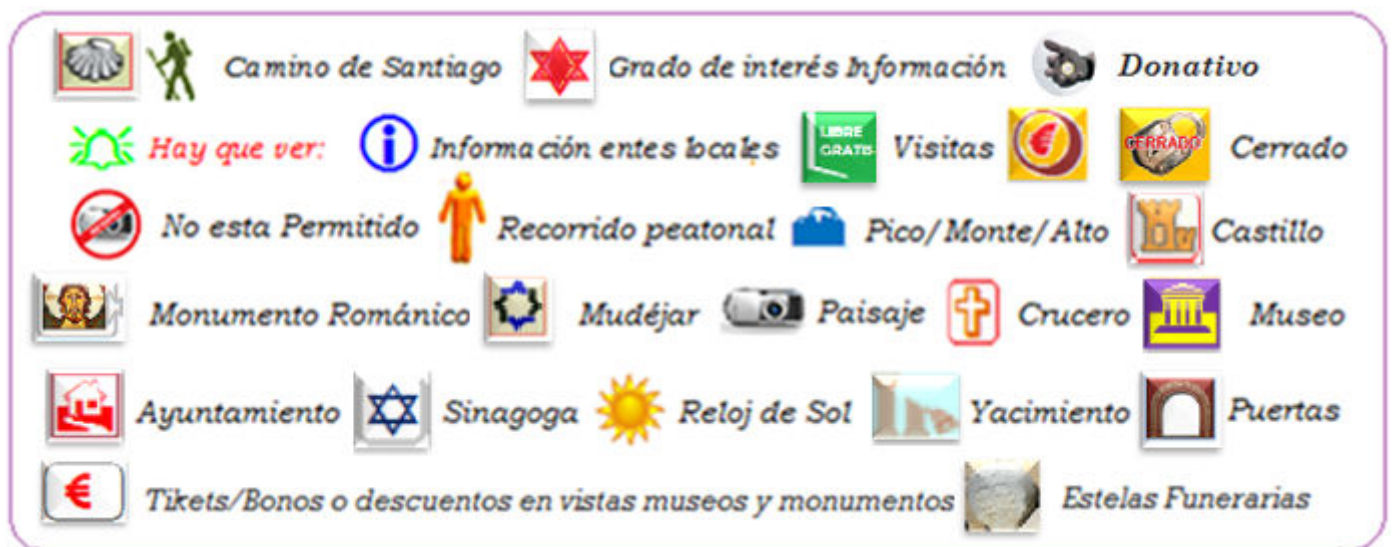 Camino de Santiago Grado de interés Información Donativo
Hay que ver: i Información entes locales LIBRE GRATIS Visitas € CERRADO Cerrado
No esta Permitido Recorrido peatonal Pico/Monte/Alto Castillo
Monumento Románico Mudéjar Paisaje Crucero Museo
Ayuntamiento Sinagoga Reloj de Sol Yacimiento Puertas
€ Tikets/Bonos o descuentos en vistas museos y monumentos Estelas Funerarias